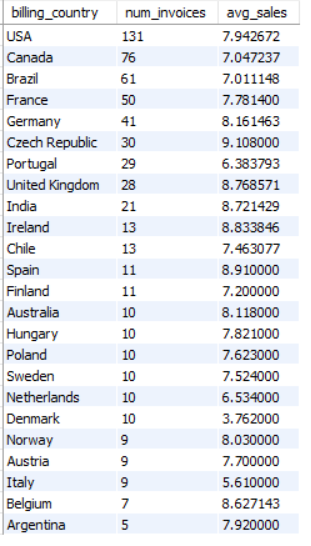 billing_country num_invoices avg_sales
USA 131 7.942672
Canada 76 7.047237
Brazil 61 7.011148
France 50 7.781400
Germany 41 8.161463
Czech Republic 30 9.108000
Portugal 29 6.383793
United Kingdom 28 8.768571
India 21 8.721429
Ireland 13 8.833846
Chile 13 7.463077
Spain 11 8.910000
Finland 11 7.200000
Australia 10 8.118000
Hungary 10 7.821000
Poland 10 7.623000
Sweden 10 7.524000
Netherlands 10 6.534000
Denmark 10 3.762000
Norway 9 8.030000
Austria 9 7.700000
Italy 9 5.610000
Belgium 7 8.627143
Argentina 5 7.920000